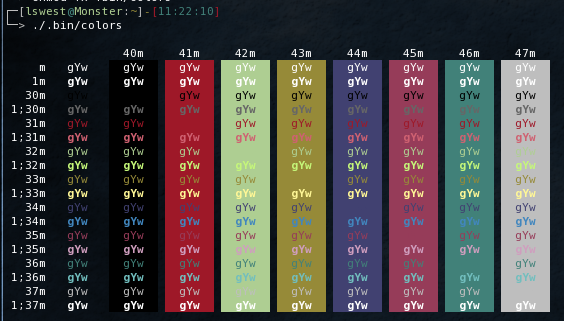 [lswest@Monster:~]-[11:22:10]
> ./.bin/colors
40m 41m 42m 43m 44m 45m 46m 47m
m gYw gYw gYw gYw gYw gYw gYw gYw gYw
1m gYw gYw gYw gYw gYw gYw gYw gYw gYw
30m gYw gYw gYw gYw gYw gYw gYw
1;30m gYw gYw gYw gYw gYw gYw gYw gYw gYw
31m gYw gYw gYw gYw gYw gYw gYw gYw
1;31m gYw gYw gYw gYw gYw gYw gYw gYw gYw
32m gYw gYw gYw gYw gYw gYw gYw gYw
1;32m gYw gYw gYw gYw gYw gYw gYw gYw gYw
33m gYw gYw gYw gYw gYw gYw gYw gYw
1;33m gYw gYw gYw gYw gYw gYw gYw gYw gYw
34m gYw gYw gYw gYw gYw gYw gYw gYw
1;34m gYw gYw gYw gYw gYw gYw gYw gYw gYw
35m gYw gYw gYw gYw gYw gYw gYw gYw
1;35m gYw gYw gYw gYw gYw gYw gYw gYw gYw
36m gYw gYw gYw gYw gYw gYw gYw gYw
1;36m gYw gYw gYw gYw gYw gYw gYw gYw gYw
37m gYw gYw gYw gYw gYw gYw gYw gYw
1;37m gYw gYw gYw gYw gYw gYw gYw gYw gYw